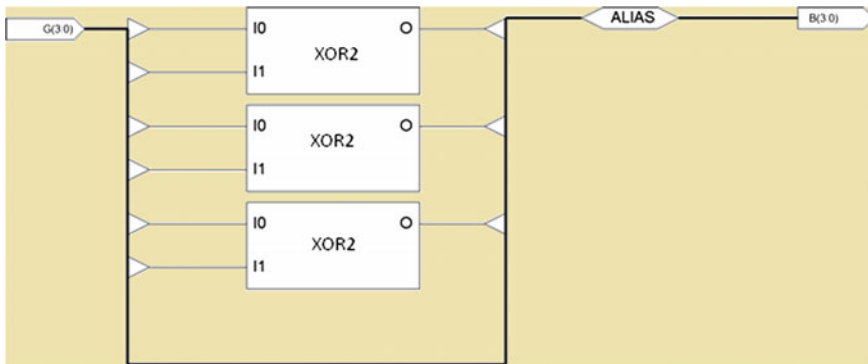 G(3:0)
ALIAS
B(3:0)
I0
O
XOR2
I1
I0
O
XOR2
I1
I0
O
XOR2
I1